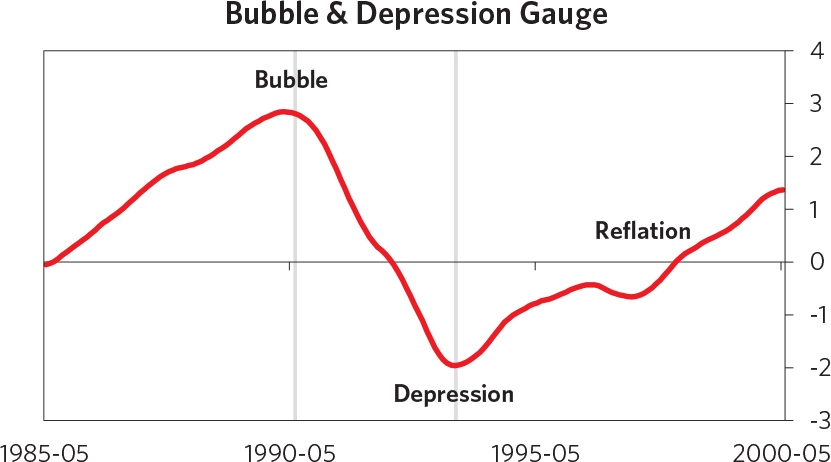 Bubble & Depression Gauge
4
Bubble
3
2
1
Reflation
0
-1
-2
Depression
-3
1985-05 1990-05 1995-05 2000-05